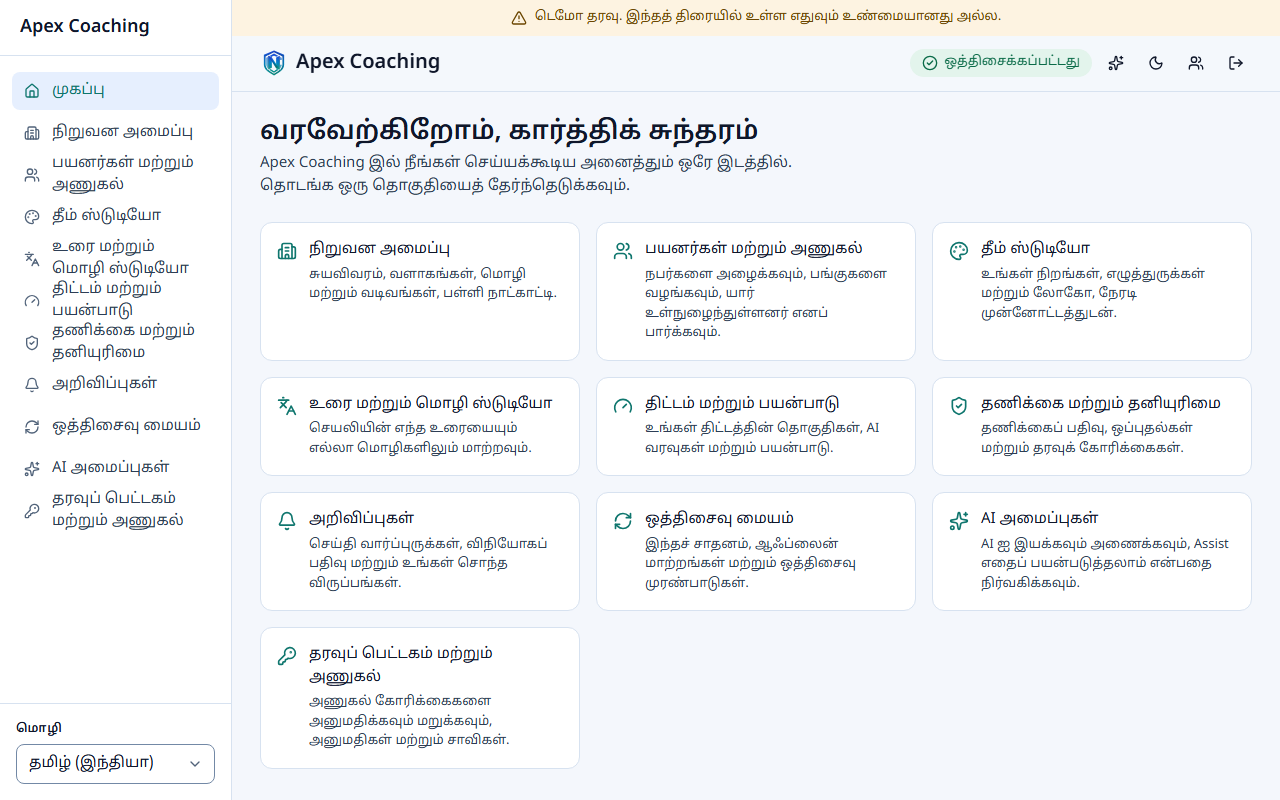 Apex Coaching
டெமோ தரவு. இந்தத் திரையில் உள்ள எதுவும் உண்மையானது அல்ல.
Apex Coaching
ஒத்திசைக்கப்பட்டது
முகப்பு
நிறுவன அமைப்பு
பயனர்கள் மற்றும்
அணுகல்
தீம் ஸ்டுடியோ
உரை மற்றும்
மொழி ஸ்டுடியோ
திட்டம் மற்றும்
பயன்பாடு
தணிக்கை மற்றும்
தனியுரிமை
அறிவிப்புகள்
ஒத்திசைவு மையம்
AI அமைப்புகள்
தரவுப் பெட்டகம்
மற்றும் அணுகல்
மொழி
தமிழ் (இந்தியா)
வரவேற்கிறோம், கார்த்திக் சுந்தரம்
Apex Coaching இல் நீங்கள் செய்யக்கூடிய அனைத்தும் ஒரே இடத்தில்.
தொடங்க ஒரு தொகுதியைத் தேர்ந்தெடுக்கவும்.
நிறுவன அமைப்பு
சுயவிவரம், வளாகங்கள், மொழி
மற்றும் வடிவங்கள், பள்ளி நாட்காட்டி.
பயனர்கள் மற்றும் அணுகல்
நபர்களை அழைக்கவும், பங்குகளை
வழங்கவும், யார்
உள்நுழைந்துள்ளனர் எனப்
பார்க்கவும்.
தீம் ஸ்டுடியோ
உங்கள் நிறங்கள், எழுத்துருக்கள்
மற்றும் லோகோ, நேரடி
முன்னோட்டத்துடன்.
உரை மற்றும் மொழி ஸ்டுடியோ
செயலியின் எந்த உரையையும்
எல்லா மொழிகளிலும் மாற்றவும்.
திட்டம் மற்றும் பயன்பாடு
உங்கள் திட்டத்தின் தொகுதிகள், AI
வரவுகள் மற்றும் பயன்பாடு.
தணிக்கை மற்றும் தனியுரிமை
தணிக்கைப் பதிவு, ஒப்புதல்கள்
மற்றும் தரவுக் கோரிக்கைகள்.
அறிவிப்புகள்
செய்தி வார்ப்புருக்கள், விநியோகப்
பதிவு மற்றும் உங்கள் சொந்த
விருப்பங்கள்.
ஒத்திசைவு மையம்
இந்தச் சாதனம், ஆஃப்லைன்
மாற்றங்கள் மற்றும் ஒத்திசைவு
முரண்பாடுகள்.
AI அமைப்புகள்
AI ஐ இயக்கவும் அணைக்கவும், Assist
எதைப் பயன்படுத்தலாம் என்பதை
நிர்வகிக்கவும்.
தரவுப் பெட்டகம் மற்றும்
அணுகல்
அணுகல் கோரிக்கைகளை
அனுமதிக்கவும் மறுக்கவும்,
அனுமதிகள் மற்றும் சாவிகள்.